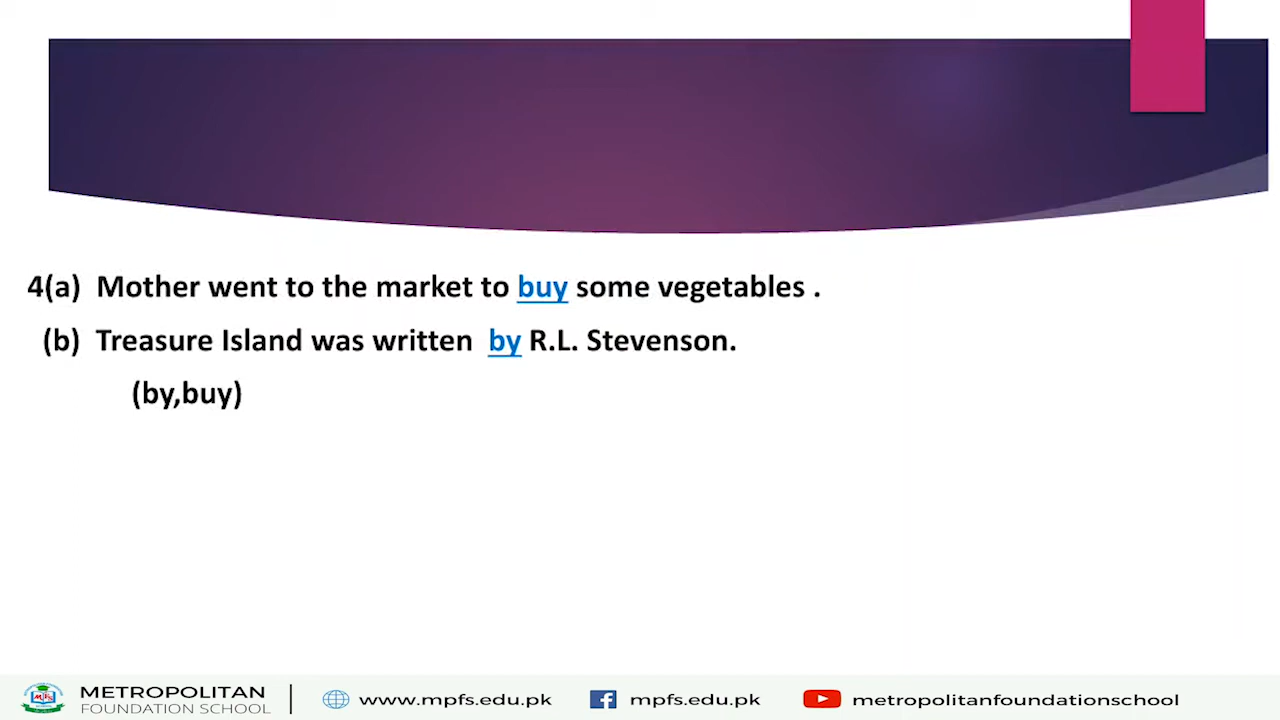 4(a) Mother went to the market to buy some vegetables .
(b) Treasure Island was written by R.L. Stevenson.
(by,buy)
METROPOLITAN
FOUNDATION SCHOOL
www.mpfs.edu.pk
mpfs.edu.pk
metropolitanfoundationschool